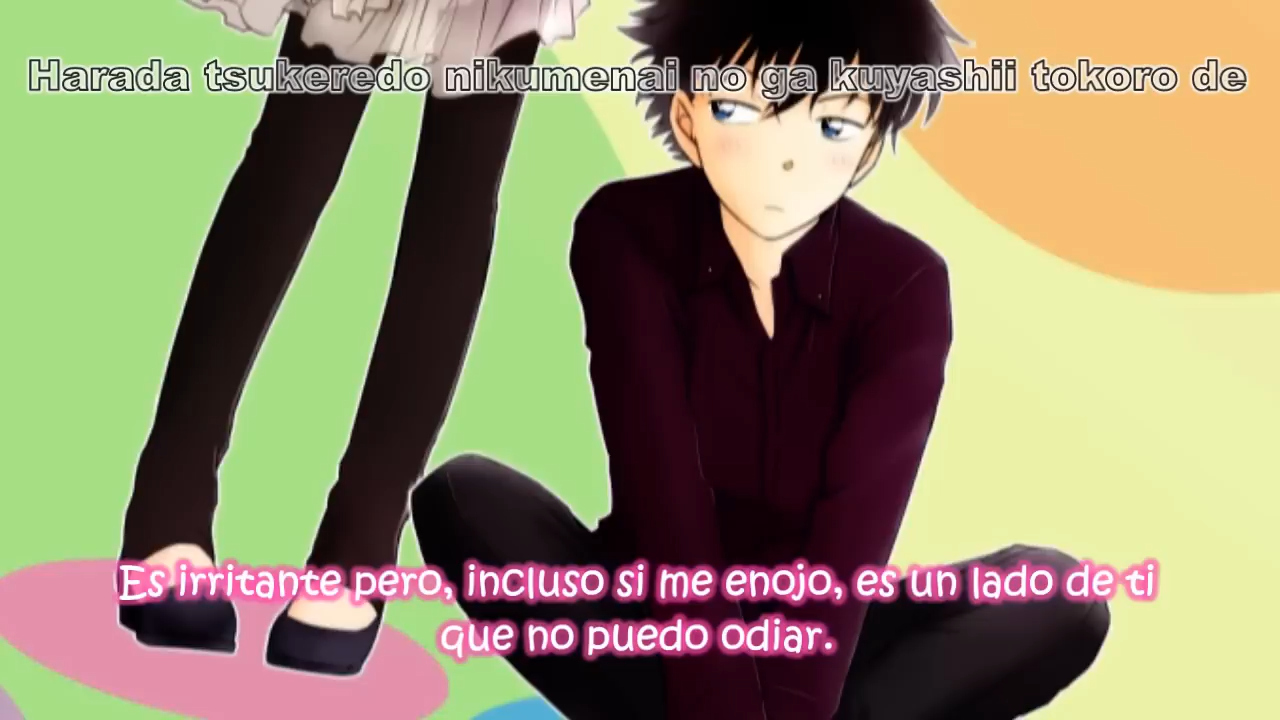 Harada tsukeredo nikumenai no ga kuyashii tokoro de
Es irritante pero, incluso si me enojo, es un lado de ti
que no puedo odiar.